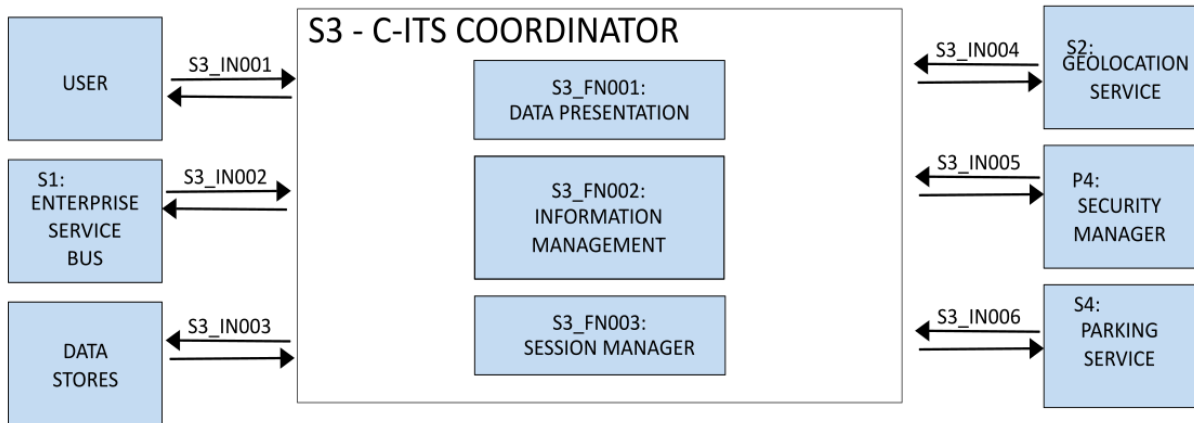 S3 - C-ITS COORDINATOR
USER
S3_IN001
S1:
ENTERPRISE
SERVICE
BUS
S3_IN002
DATA
STORES
S3_IN003
S3_FN001:
DATA PRESENTATION
S3_FN002:
INFORMATION
MANAGEMENT
S3_FN003:
SESSION MANAGER
S3_IN004
S2:
GEOLOCATION
SERVICE
S3_IN005
P4:
SECURITY
MANAGER
S3_IN006
S4:
PARKING
SERVICE